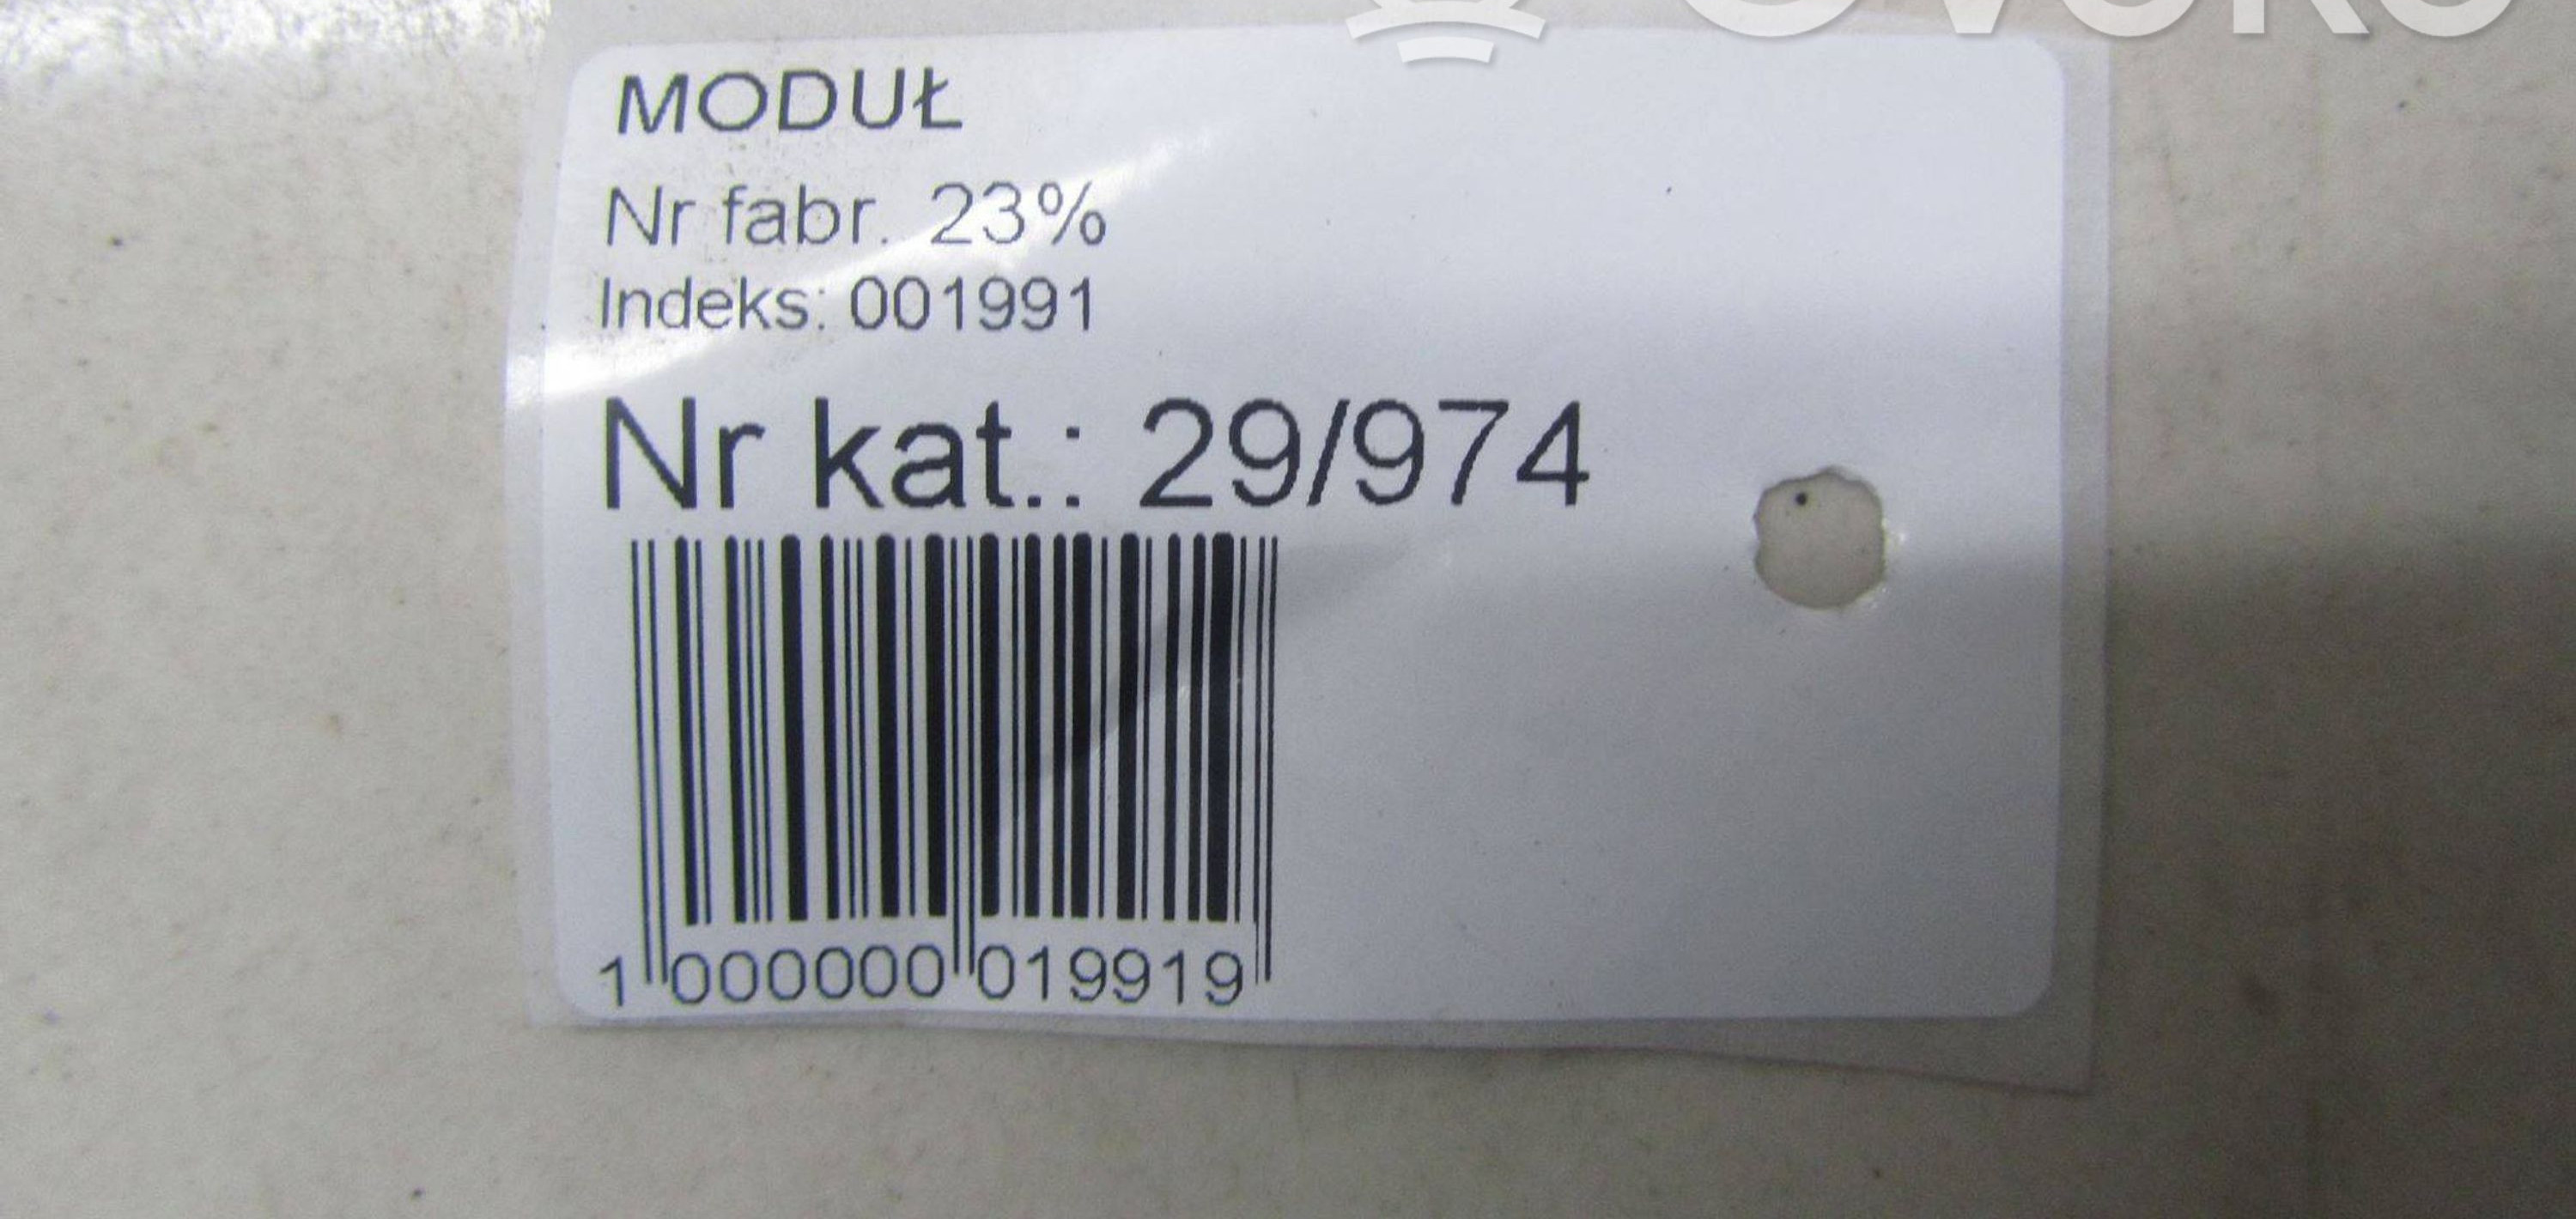 MODUŁ
Nr fabr. 23%
Indeks: 001991
Nr kat.: 29/974
1 000000 019919